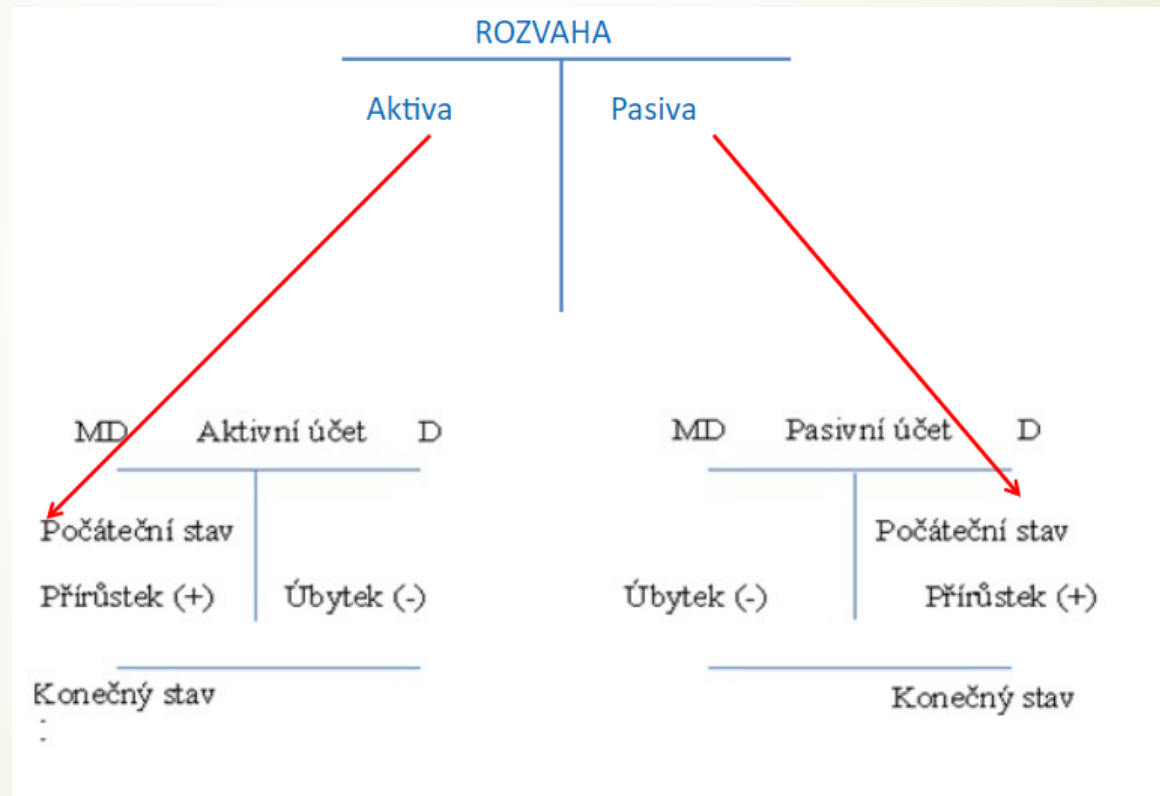 ROZVAHA
Aktiva Pasiva
MD Aktivní účet D
Počáteční stav
Přírůstek (+) Úbytek (-)
Konečný stav
MD Pasivní účet D
Počáteční stav
Úbytek (-) Přírůstek (+)
Konečný stav